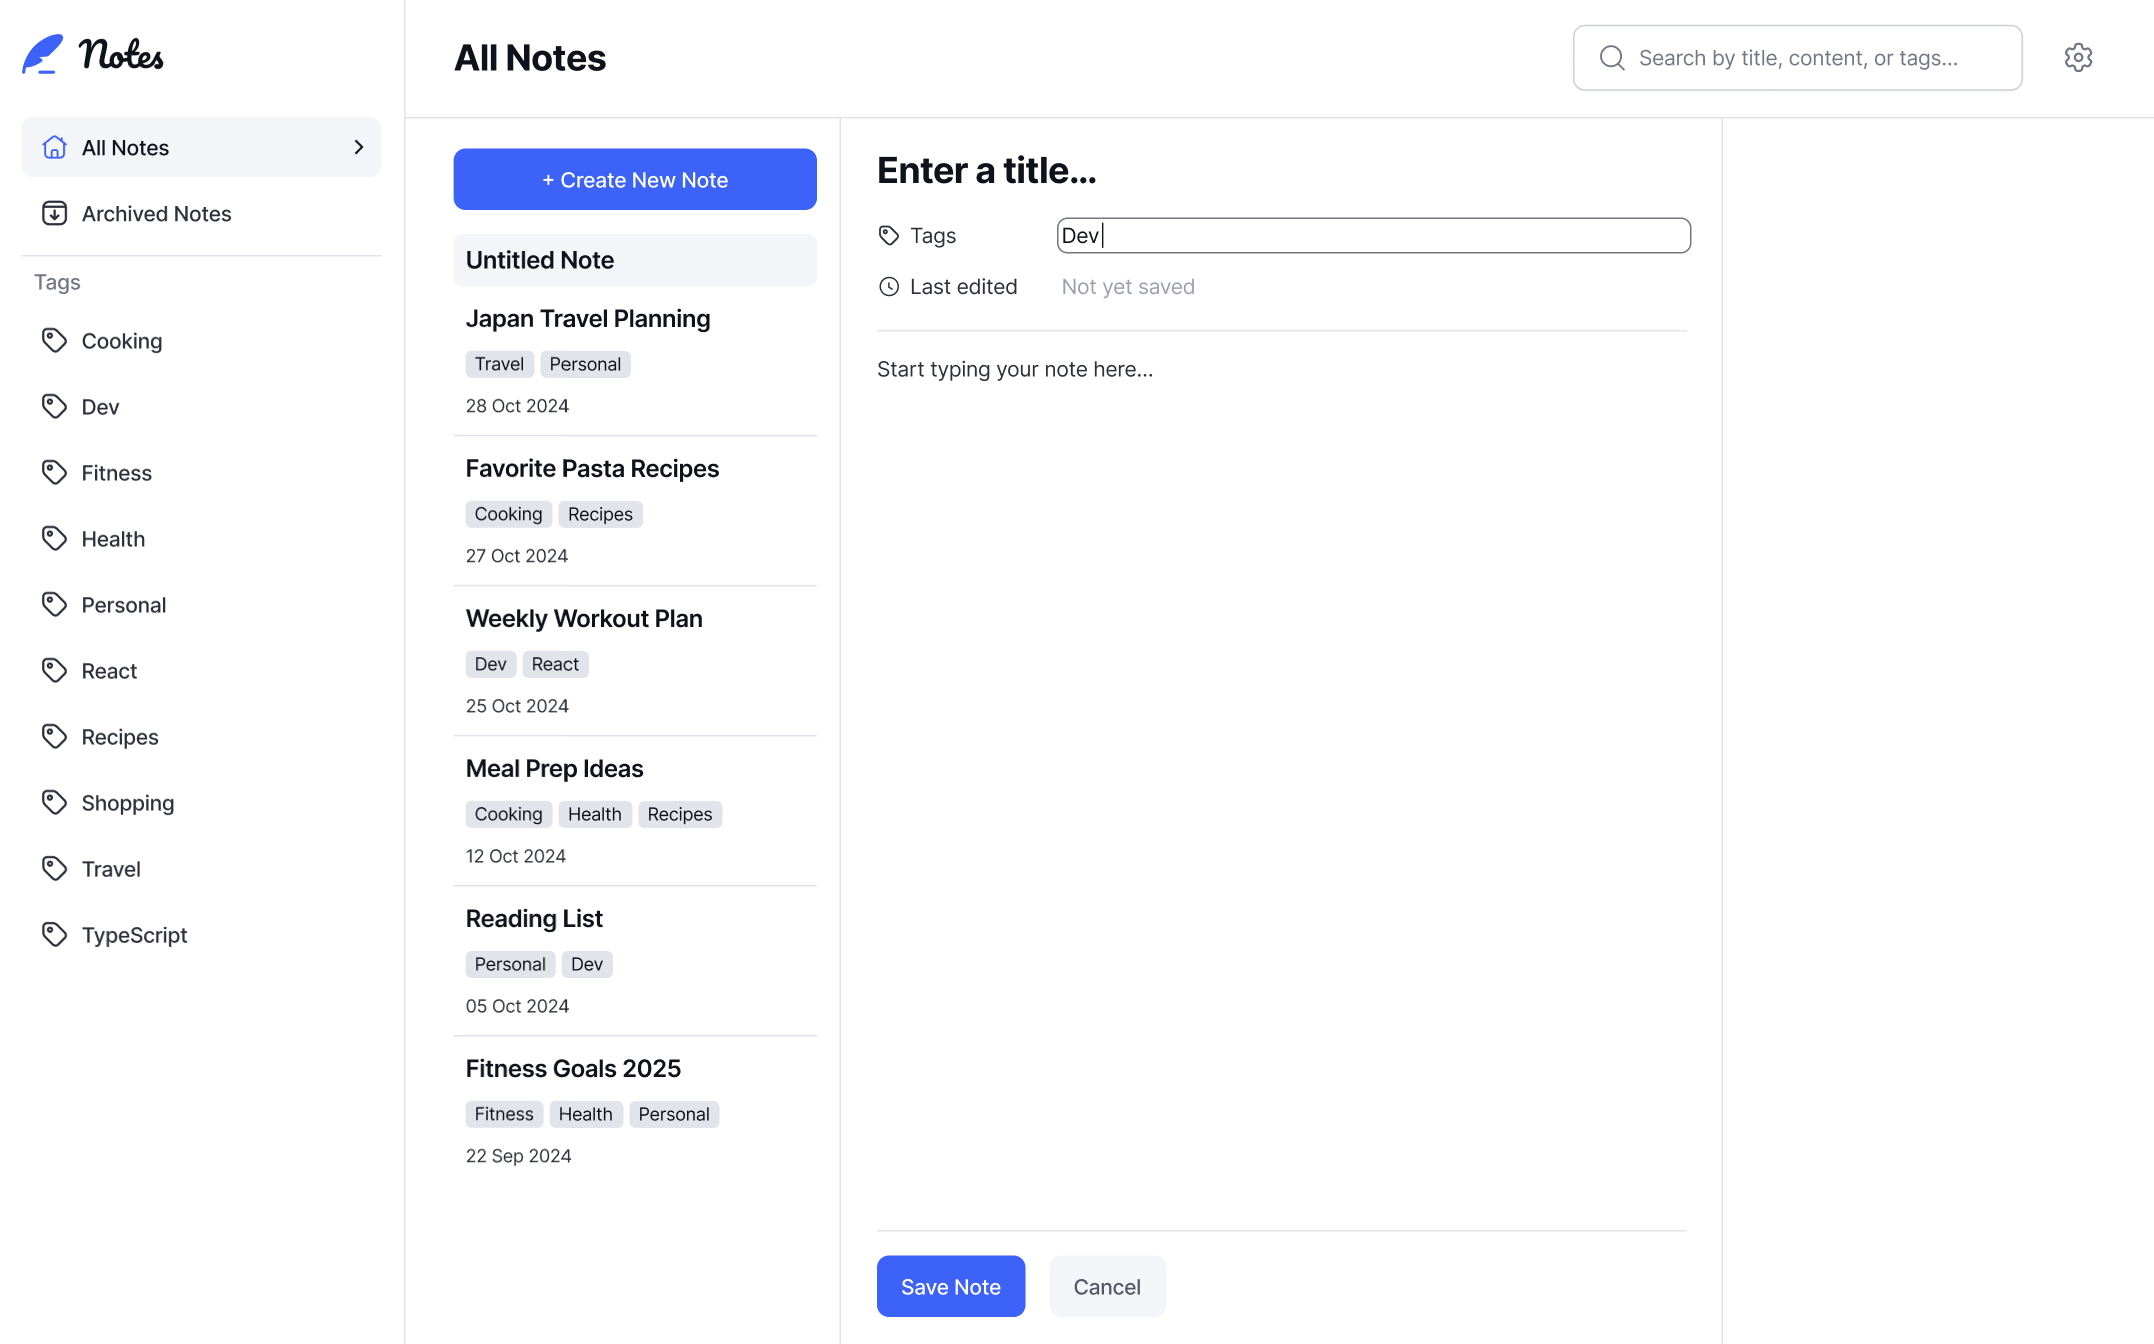 Notes
All Notes
Archived Notes
Tags
Cooking
Dev
Fitness
Health
Personal
React
Recipes
Shopping
Travel
TypeScript
All Notes
Search by title, content, or tags...
+ Create New Note
Untitled Note
Japan Travel Planning
Travel Personal
28 Oct 2024
Favorite Pasta Recipes
Cooking Recipes
27 Oct 2024
Weekly Workout Plan
Dev React
25 Oct 2024
Meal Prep Ideas
Cooking Health Recipes
12 Oct 2024
Reading List
Personal Dev
05 Oct 2024
Fitness Goals 2025
Fitness Health Personal
22 Sep 2024
Enter a title...
Tags Dev
Last edited Not yet saved
Start typing your note here...
Save Note Cancel